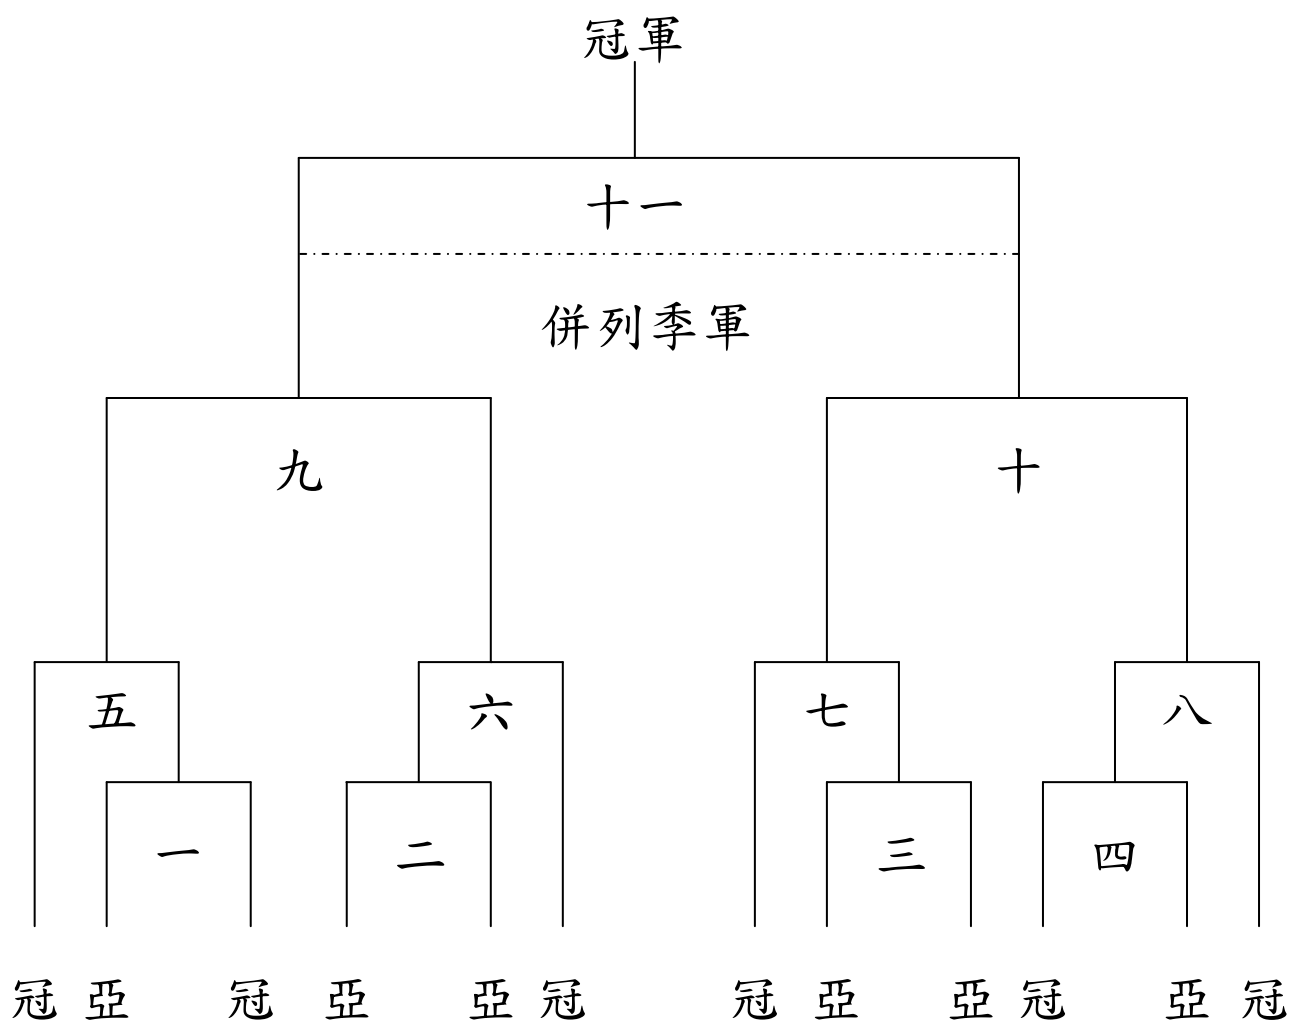 冠軍
十一
併列季軍
九 十
五 六 七 八
一 二 三 四
冠 亞 冠 亞 亞 冠 冠 亞 亞 冠 亞 冠